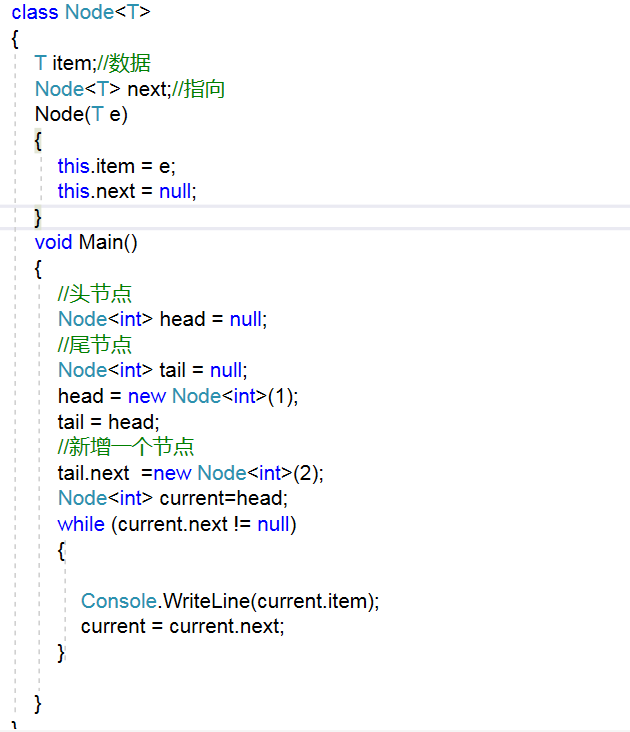 class Node<T>
{
T item;//数据
Node<T> next;//指向
Node(T e)
{
this.item = e;
this.next = null;
}
void Main()
{
//头节点
Node<int> head = null;
//尾节点
Node<int> tail = null;
head = new Node<int>(1);
tail = head;
//新增一个节点
tail.next  =new Node<int>(2);
Node<int> current=head;
while (current.next != null)
{
Console.WriteLine(current.item);
current = current.next;
}
}
}